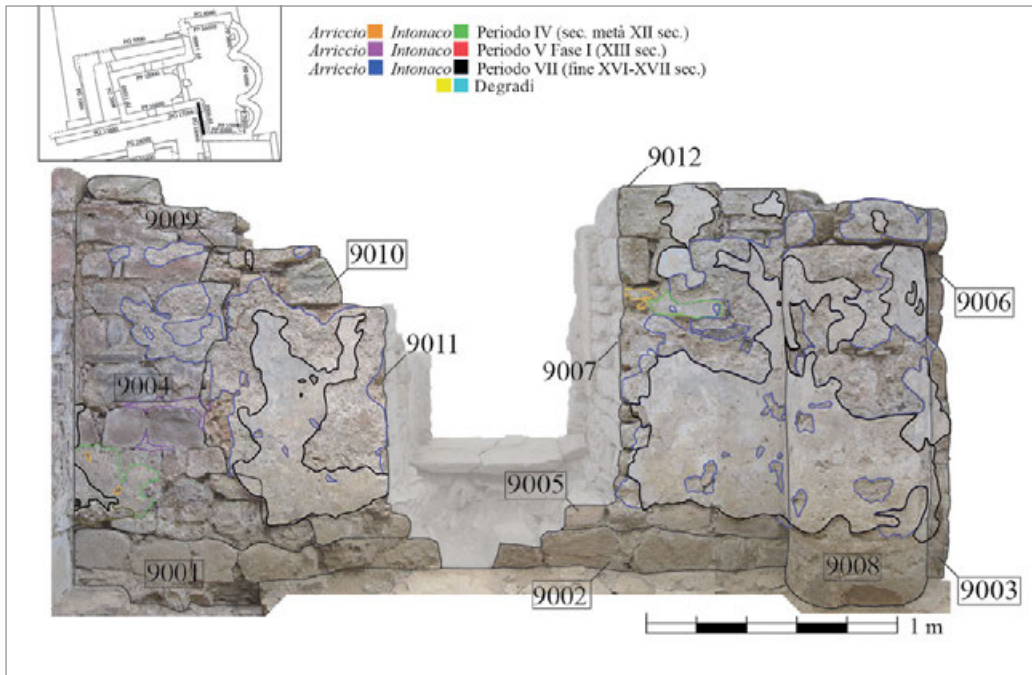 Arriccio Intonaco Periodo IV (sec. metà XII sec.)
Arriccio Intonaco Periodo V Fase I (XIII sec.)
Arriccio Intonaco Periodo VII (fine XVI-XVII sec.)
Degradi
9012
9009
9010
9006
9011
9007
9004
9005
9001
9008
9002
9003
1 m